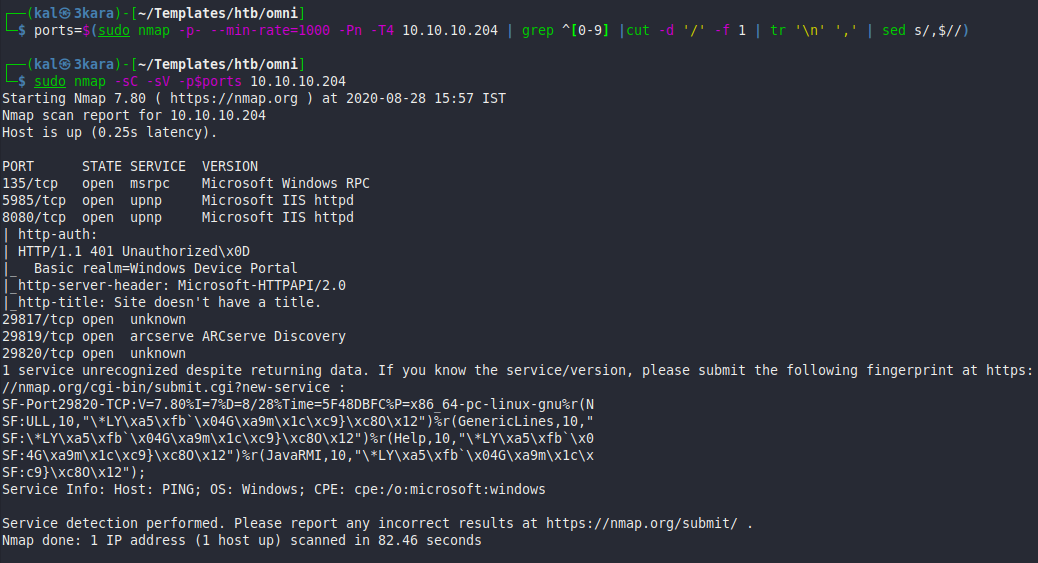 ┌──(kal㉿3kara)-[~/Templates/htb/omni]
└─$ ports=$(sudo nmap -p- --min-rate=1000 -Pn -T4 10.10.10.204 | grep ^[0-9] |cut -d '/' -f 1 | tr '\n' ',' | sed s/,$//)

┌──(kal㉿3kara)-[~/Templates/htb/omni]
└─$ sudo nmap -sC -sV -p$ports 10.10.10.204
Starting Nmap 7.80 ( https://nmap.org ) at 2020-08-28 15:57 IST
Nmap scan report for 10.10.10.204
Host is up (0.25s latency).

PORT      STATE SERVICE  VERSION
135/tcp   open  msrpc    Microsoft Windows RPC
5985/tcp  open  upnp     Microsoft IIS httpd
8080/tcp  open  upnp     Microsoft IIS httpd
| http-auth:
| HTTP/1.1 401 Unauthorized\x0D
|_  Basic realm=Windows Device Portal
|_http-server-header: Microsoft-HTTPAPI/2.0
|_http-title: Site doesn't have a title.
29817/tcp open  unknown
29819/tcp open  arcserve ARCserve Discovery
29820/tcp open  unknown
1 service unrecognized despite returning data. If you know the service/version, please submit the following fingerprint at https:
//nmap.org/cgi-bin/submit.cgi?new-service :
SF-Port29820-TCP:V=7.80%I=7%D=8/28%Time=5F48DBFC%P=x86_64-pc-linux-gnu%r(N
SF:ULL,10,"\*LY\xa5\xfb`\x04G\xa9m\x1c\xc9}\xc8O\x12")%r(GenericLines,10,"
SF:\*LY\xa5\xfb`\x04G\xa9m\x1c\xc9}\xc8O\x12")%r(Help,10,"\*LY\xa5\xfb`\x0
SF:4G\xa9m\x1c\xc9}\xc8O\x12")%r(JavaRMI,10,"\*LY\xa5\xfb`\x04G\xa9m\x1c\x
SF:c9}\xc8O\x12");
Service Info: Host: PING; OS: Windows; CPE: cpe:/o:microsoft:windows

Service detection performed. Please report any incorrect results at https://nmap.org/submit/ .
Nmap done: 1 IP address (1 host up) scanned in 82.46 seconds